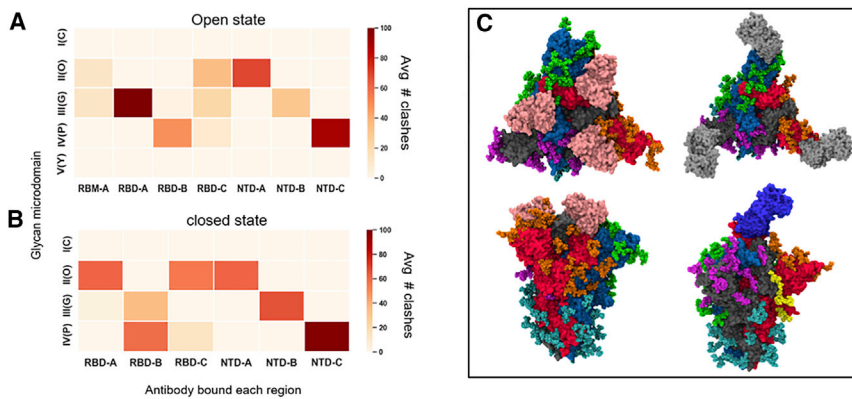 A
Open state
I(C)
II(O)
III(G)
IV(P)
V(Y)
RBM-A RBD-A RBD-B RBD-C NTD-A NTD-B NTD-C
100
80
60
40
20
0
Avg # clashes
Glycan microdomain
B
closed state
I(C)
II(O)
III(G)
IV(P)
RBD-A RBD-B RBD-C NTD-A NTD-B NTD-C
100
80
60
40
20
0
Avg # clashes
Antibody bound each region
C